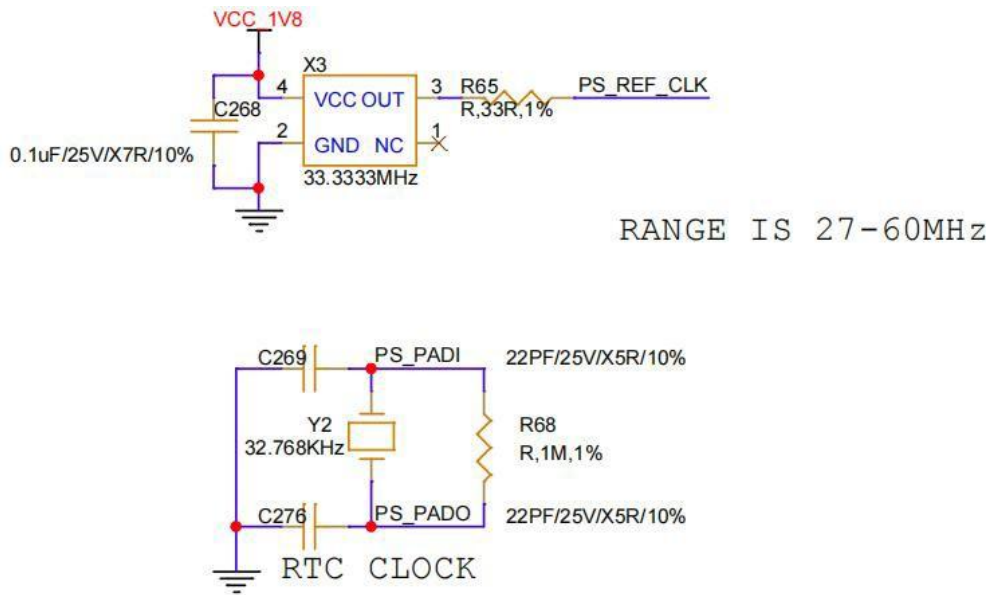 VCC_1V8
X3
4
VCC OUT
3
R65
PS_REF_CLK
C268
R,33R,1%
2
GND NC
1
0.1uF/25V/X7R/10%
33.3333MHz
RANGE IS 27-60MHz
C269
PS_PADI
22PF/25V/X5R/10%
Y2
32.768KHz
R68
R,1M,1%
C276
PS_PADO
22PF/25V/X5R/10%
RTC CLOCK